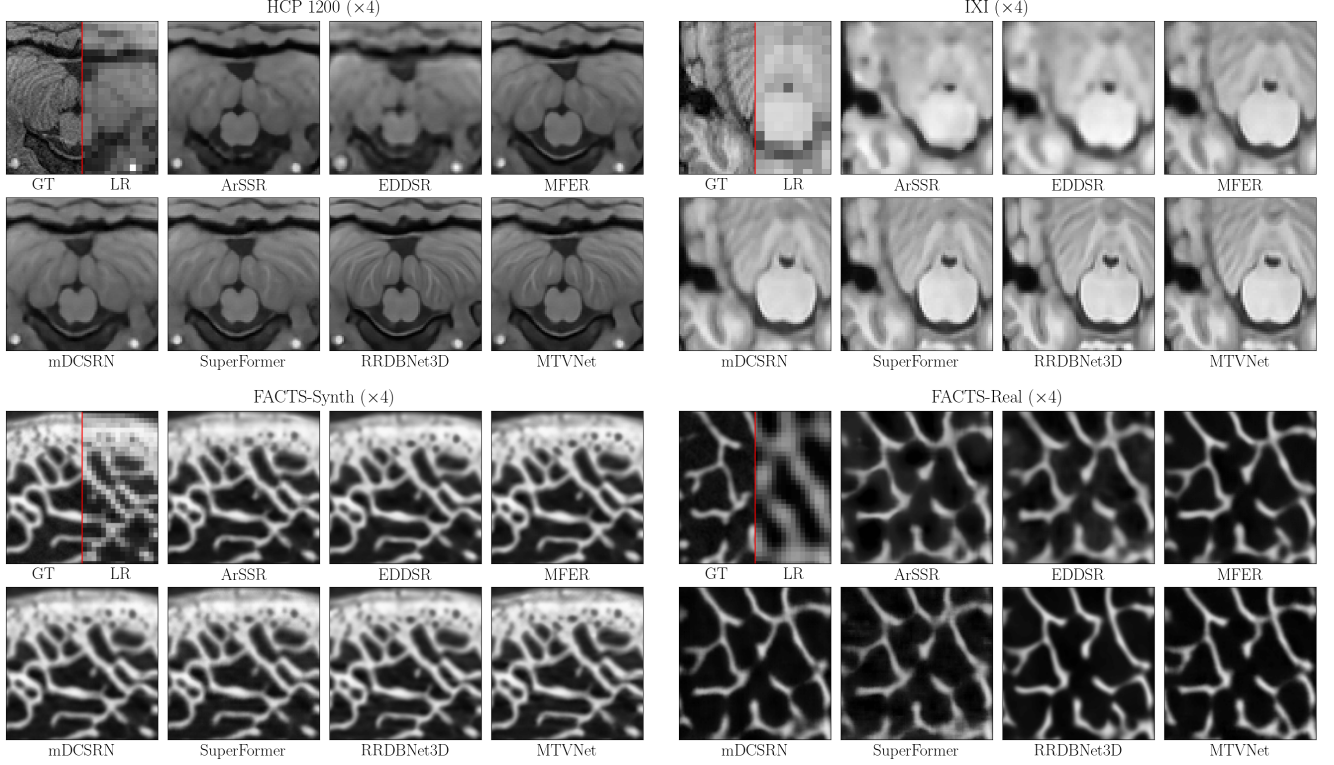 HCP 1200 (×4)
GT LR ArSSR EDDSR MFER
mDCSRN SuperFormer RRDBNet3D MTVNet
IXI (×4)
GT LR ArSSR EDDSR MFER
mDCSRN SuperFormer RRDBNet3D MTVNet
FACTS-Synth (×4)
GT LR ArSSR EDDSR MFER
mDCSRN SuperFormer RRDBNet3D MTVNet
FACTS-Real (×4)
GT LR ArSSR EDDSR MFER
mDCSRN SuperFormer RRDBNet3D MTVNet